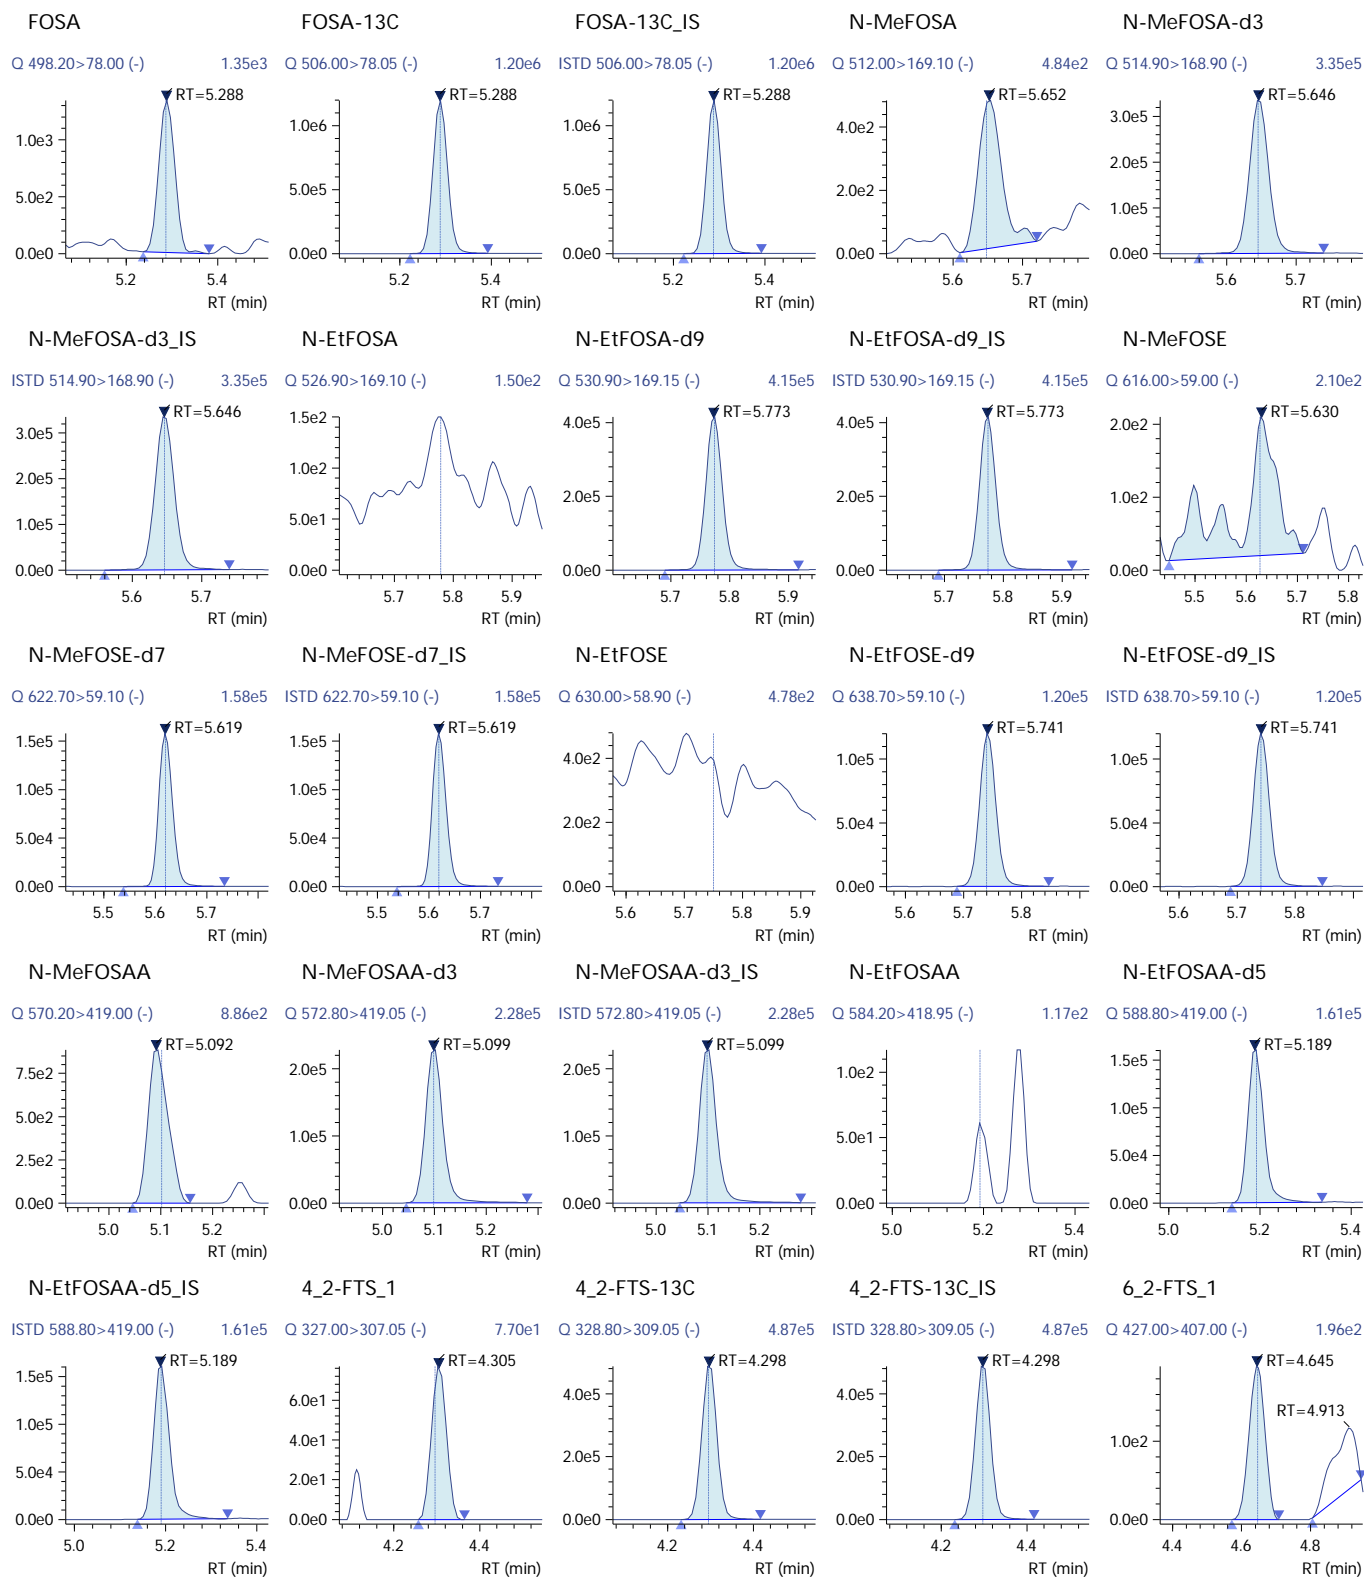 FOSA
Q 498.20>78.00 (-) 1.35e3
RT=5.288
1.0e3
5.0e2
0.0e0
5.2 5.4
RT (min)
FOSA-13C
Q 506.00>78.05 (-) 1.20e6
RT=5.288
1.0e6
5.0e5
0.0e0
5.2 5.4
RT (min)
FOSA-13C_IS
ISTD 506.00>78.05 (-) 1.20e6
RT=5.288
1.0e6
5.0e5
0.0e0
5.2 5.4
RT (min)
N-MeFOSA
Q 512.00>169.10 (-) 4.84e2
RT=5.652
4.0e2
2.0e2
0.0e0
5.6 5.7
RT (min)
N-MeFOSA-d3
Q 514.90>168.90 (-) 3.35e5
RT=5.646
3.0e5
2.0e5
1.0e5
0.0e0
5.6 5.7
RT (min)
N-MeFOSA-d3_IS
ISTD 514.90>168.90 (-) 3.35e5
RT=5.646
3.0e5
2.0e5
1.0e5
0.0e0
5.6 5.7
RT (min)
N-EtFOSA
Q 526.90>169.10 (-) 1.50e2
1.5e2
1.0e2
5.0e1
0.0e0
5.7 5.8 5.9
RT (min)
N-EtFOSA-d9
Q 530.90>169.15 (-) 4.15e5
RT=5.773
4.0e5
2.0e5
0.0e0
5.7 5.8 5.9
RT (min)
N-EtFOSA-d9_IS
ISTD 530.90>169.15 (-) 4.15e5
RT=5.773
4.0e5
2.0e5
0.0e0
5.7 5.8 5.9
RT (min)
N-MeFOSE
Q 616.00>59.00 (-) 2.10e2
RT=5.630
2.0e2
1.0e2
0.0e0
5.5 5.6 5.7 5.8
RT (min)
N-MeFOSE-d7
Q 622.70>59.10 (-) 1.58e5
RT=5.619
1.5e5
1.0e5
5.0e4
0.0e0
5.5 5.6 5.7
RT (min)
N-MeFOSE-d7_IS
ISTD 622.70>59.10 (-) 1.58e5
RT=5.619
1.5e5
1.0e5
5.0e4
0.0e0
5.5 5.6 5.7
RT (min)
N-EtFOSE
Q 630.00>58.90 (-) 4.78e2
4.0e2
2.0e2
0.0e0
5.6 5.7 5.8 5.9
RT (min)
N-EtFOSE-d9
Q 638.70>59.10 (-) 1.20e5
RT=5.741
1.0e5
5.0e4
0.0e0
5.6 5.7 5.8
RT (min)
N-EtFOSE-d9_IS
ISTD 638.70>59.10 (-) 1.20e5
RT=5.741
1.0e5
5.0e4
0.0e0
5.6 5.7 5.8
RT (min)
N-MeFOSAA
Q 570.20>419.00 (-) 8.86e2
RT=5.092
7.5e2
5.0e2
2.5e2
0.0e0
5.0 5.1 5.2
RT (min)
N-MeFOSAA-d3
Q 572.80>419.05 (-) 2.28e5
RT=5.099
2.0e5
1.0e5
0.0e0
5.0 5.1 5.2
RT (min)
N-MeFOSAA-d3_IS
ISTD 572.80>419.05 (-) 2.28e5
RT=5.099
2.0e5
1.0e5
0.0e0
5.0 5.1 5.2
RT (min)
N-EtFOSAA
Q 584.20>418.95 (-) 1.17e2
1.0e2
5.0e1
0.0e0
5.0 5.2 5.4
RT (min)
N-EtFOSAA-d5
Q 588.80>419.00 (-) 1.61e5
RT=5.189
1.5e5
1.0e5
5.0e4
0.0e0
5.0 5.2 5.4
RT (min)
N-EtFOSAA-d5_IS
ISTD 588.80>419.00 (-) 1.61e5
RT=5.189
1.5e5
1.0e5
5.0e4
0.0e0
5.0 5.2 5.4
RT (min)
4_2-FTS_1
Q 327.00>307.05 (-) 7.70e1
RT=4.305
6.0e1
4.0e1
2.0e1
0.0e0
4.2 4.4
RT (min)
4_2-FTS-13C
Q 328.80>309.05 (-) 4.87e5
RT=4.298
4.0e5
2.0e5
0.0e0
4.2 4.4
RT (min)
4_2-FTS-13C_IS
ISTD 328.80>309.05 (-) 4.87e5
RT=4.298
4.0e5
2.0e5
0.0e0
4.2 4.4
RT (min)
6_2-FTS_1
Q 427.00>407.00 (-) 1.96e2
RT=4.645
RT=4.913
1.0e2
0.0e0
4.4 4.6 4.8
RT (min)